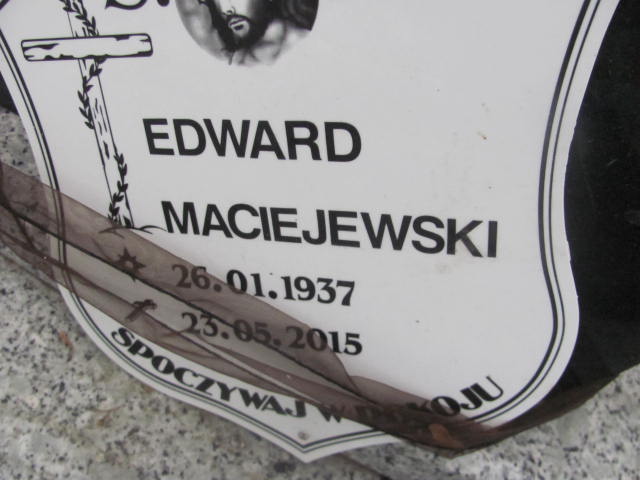 Ś.
EDWARD
MACIEJEWSKI
26.01.1937
23.05.2015
SPOCZYWAJ W POKOJU